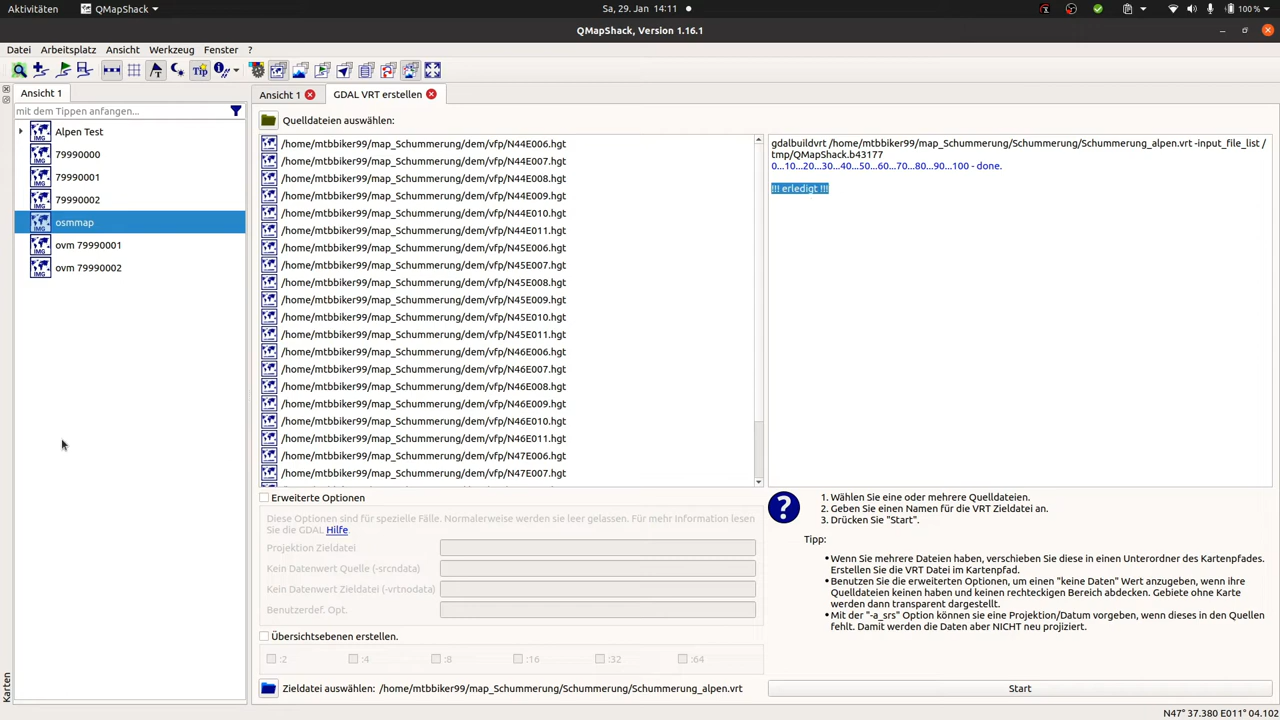 Aktivitäten
QMapShack
Sa, 29. Jan 14:11
100 %
QMapShack, Version 1.16.1
Datei Arbeitsplatz Ansicht Werkzeug Fenster ?
Tip
Ansicht 1
mit dem Tippen anfangen...
IMG Alpen Test
IMG 79990000
IMG 79990001
IMG 79990002
IMG osmmap
IMG ovm 79990001
IMG ovm 79990002
Karten
Ansicht 1
GDAL VRT erstellen
Quelldateien auswählen:
/home/mtbbiker99/map_Schummerung/dem/vfp/N44E006.hgt
/home/mtbbiker99/map_Schummerung/dem/vfp/N44E007.hgt
/home/mtbbiker99/map_Schummerung/dem/vfp/N44E008.hgt
/home/mtbbiker99/map_Schummerung/dem/vfp/N44E009.hgt
/home/mtbbiker99/map_Schummerung/dem/vfp/N44E010.hgt
/home/mtbbiker99/map_Schummerung/dem/vfp/N44E011.hgt
/home/mtbbiker99/map_Schummerung/dem/vfp/N45E006.hgt
/home/mtbbiker99/map_Schummerung/dem/vfp/N45E007.hgt
/home/mtbbiker99/map_Schummerung/dem/vfp/N45E008.hgt
/home/mtbbiker99/map_Schummerung/dem/vfp/N45E009.hgt
/home/mtbbiker99/map_Schummerung/dem/vfp/N45E010.hgt
/home/mtbbiker99/map_Schummerung/dem/vfp/N45E011.hgt
/home/mtbbiker99/map_Schummerung/dem/vfp/N46E006.hgt
/home/mtbbiker99/map_Schummerung/dem/vfp/N46E007.hgt
/home/mtbbiker99/map_Schummerung/dem/vfp/N46E008.hgt
/home/mtbbiker99/map_Schummerung/dem/vfp/N46E009.hgt
/home/mtbbiker99/map_Schummerung/dem/vfp/N46E010.hgt
/home/mtbbiker99/map_Schummerung/dem/vfp/N46E011.hgt
/home/mtbbiker99/map_Schummerung/dem/vfp/N47E006.hgt
/home/mtbbiker99/map_Schummerung/dem/vfp/N47E007.hgt
Erweiterte Optionen
Diese Optionen sind für spezielle Fälle. Normalerweise werden sie leer gelassen. Für mehr Information lesen
Sie die GDAL Hilfe.
Projektion Zieldatei
Kein Datenwert Quelle (-srcndata)
Kein Datenwert Zieldatei (-vrtnodata)
Benutzerdef. Opt.
Übersichtsebenen erstellen.
:2 :4 :8 :16 :32 :64
Zieldatei auswählen: /home/mtbbiker99/map_Schummerung/Schummerung/Schummerung_alpen.vrt
gdalbuildvrt /home/mtbbiker99/map_Schummerung/Schummerung/Schummerung_alpen.vrt -input_file_list /
tmp/QMapShack.b43177
0...10...20...30...40...50...60...70...80...90...100 - done.
!!! erledigt !!!
?
1. Wählen Sie eine oder mehrere Quelldateien.
2. Geben Sie einen Namen für die VRT Zieldatei an.
3. Drücken Sie "Start".
Tipp:
• Wenn Sie mehrere Dateien haben, verschieben Sie diese in einen Unterordner des Kartenpfades.
Erstellen Sie die VRT Datei im Kartenpfad.
• Benutzen Sie die erweiterten Optionen, um einen "keine Daten" Wert anzugeben, wenn ihre
Quelldateien keinen haben und keinen rechteckigen Bereich abdecken. Gebiete ohne Karte
werden dann transparent dargestellt.
• Mit der "-a_srs" Option können sie eine Projektion/Datum vorgeben, wenn dieses in den Quellen
fehlt. Damit werden die Daten aber NICHT neu projiziert.
Start
N47° 37.380 E011° 04.102